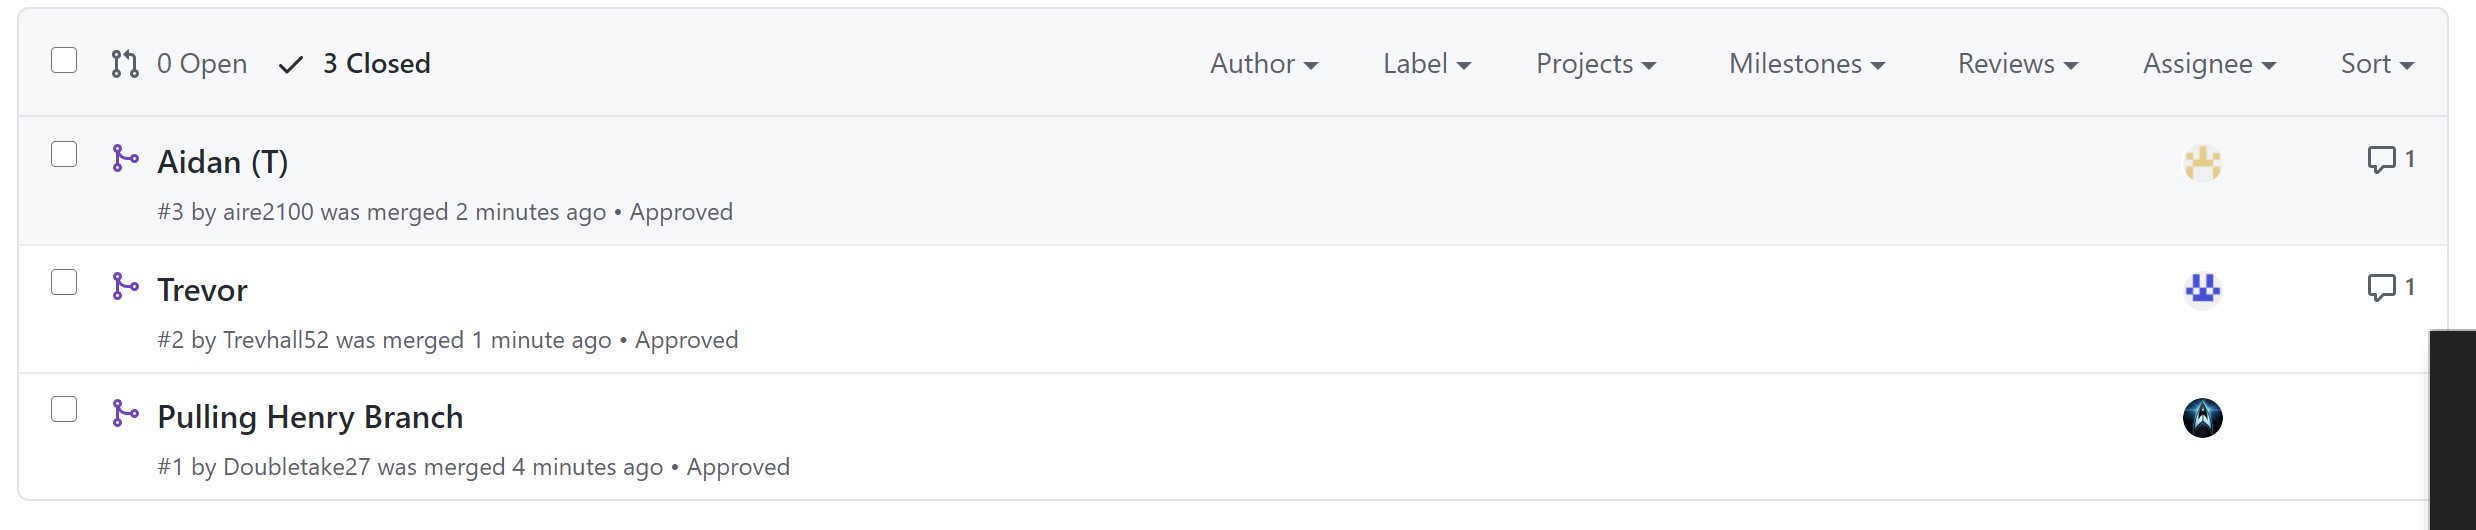 0 Open 3 Closed Author Label Projects Milestones Reviews Assignee Sort
Aidan (T) 1
#3 by aire2100 was merged 2 minutes ago • Approved
Trevor 1
#2 by Trevhall52 was merged 1 minute ago • Approved
Pulling Henry Branch
#1 by Doubletake27 was merged 4 minutes ago • Approved